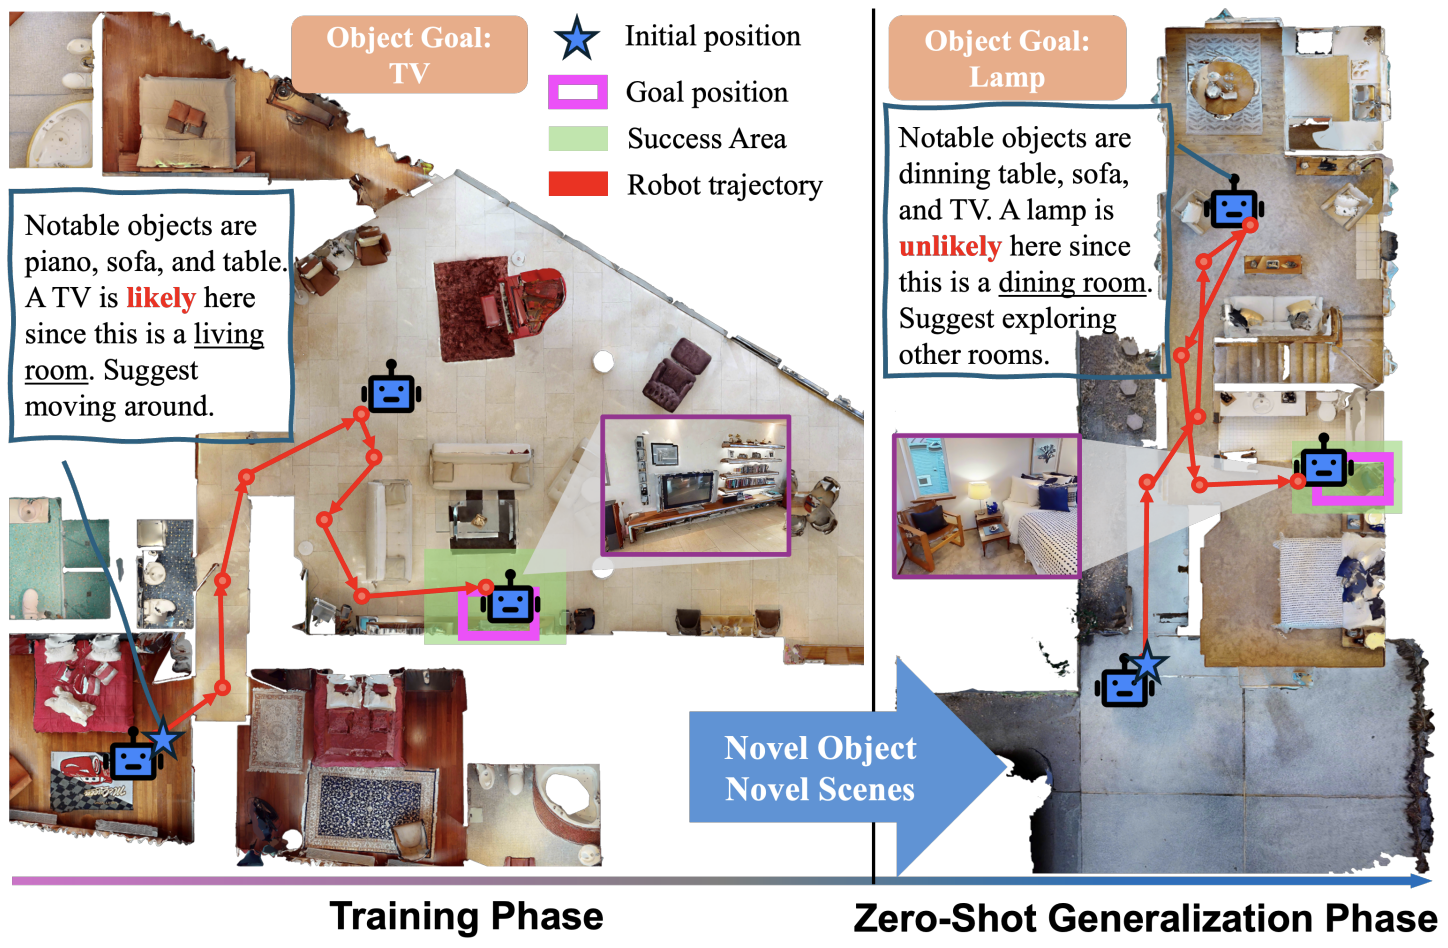 Object Goal:
TV
Initial position
Goal position
Success Area
Robot trajectory
Notable objects are
piano, sofa, and table.
A TV is likely here
since this is a living
room. Suggest
moving around.
Object Goal:
Lamp
Notable objects are
dinning table, sofa,
and TV. A lamp is
unlikely here since
this is a dining room.
Suggest exploring
other rooms.
Novel Object
Novel Scenes
Training Phase
Zero-Shot Generalization Phase